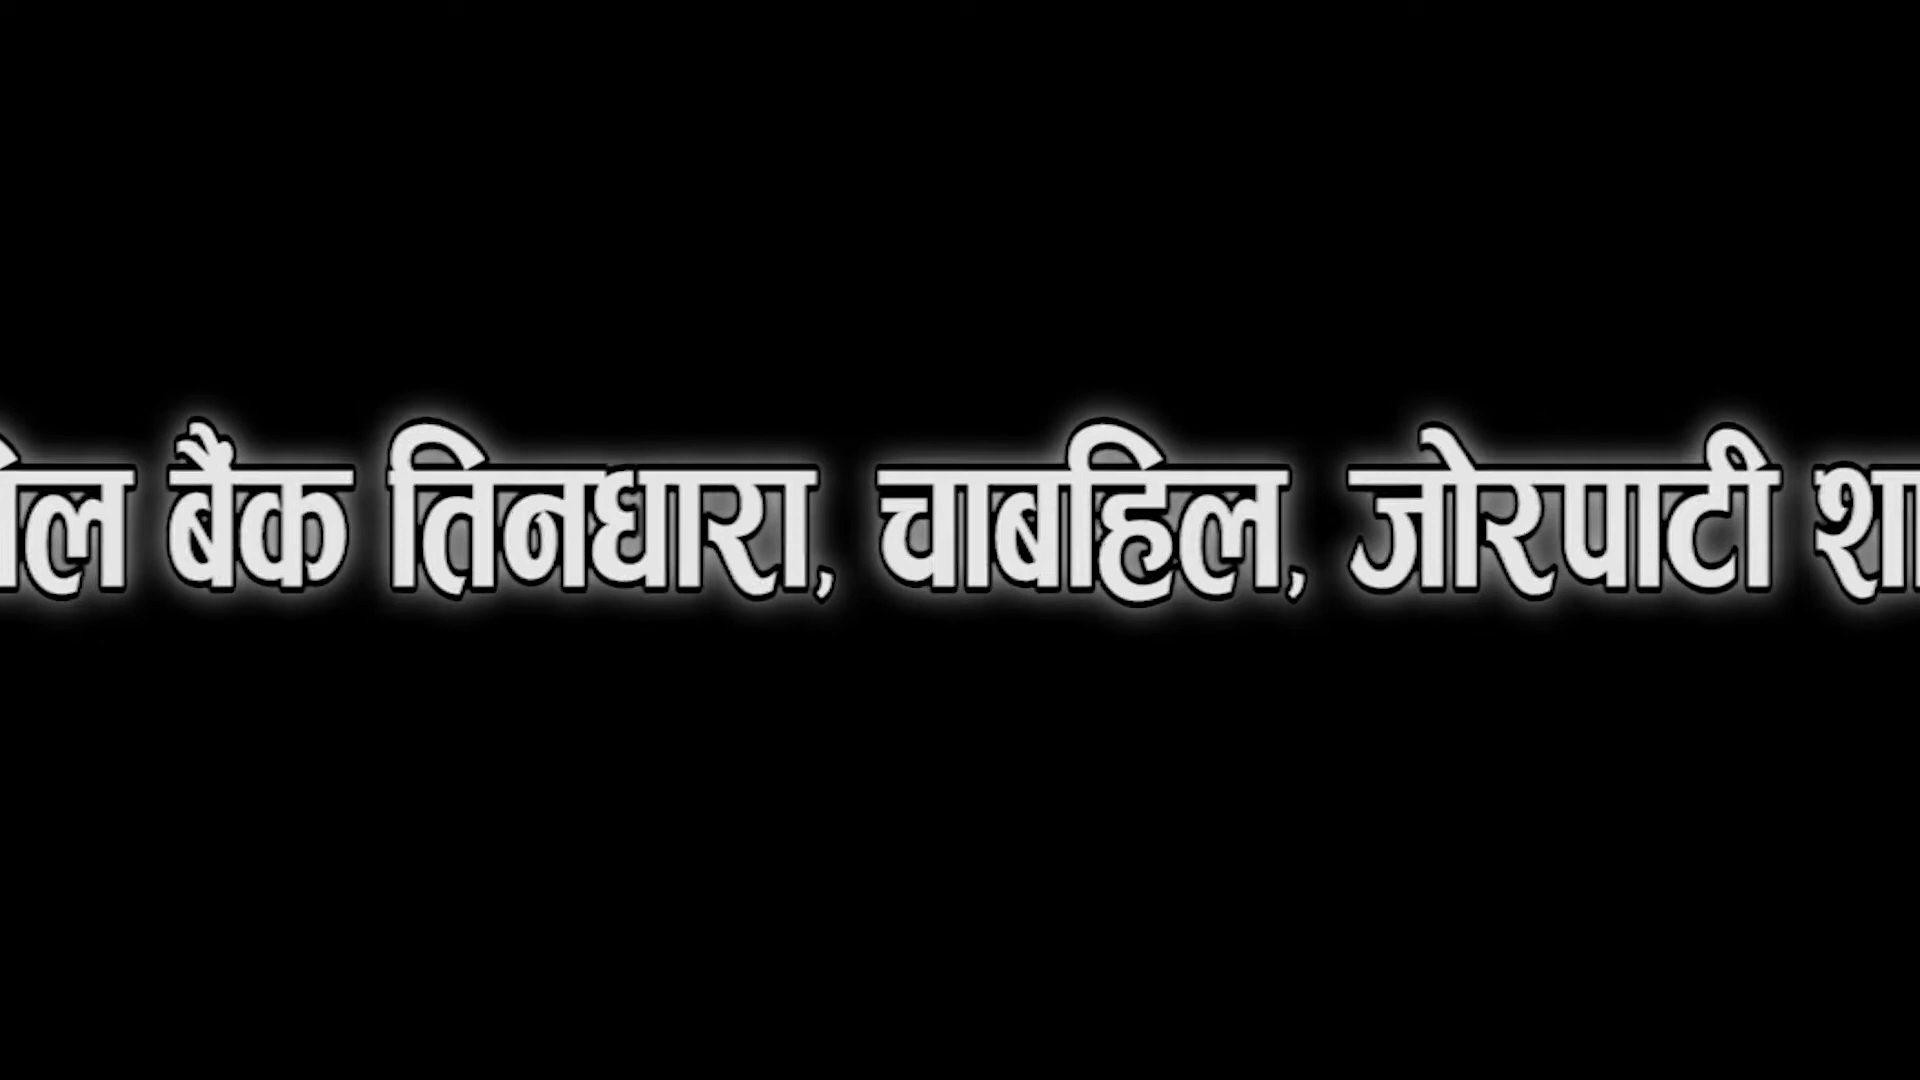 बैंक तिनधारा, चाबहिल, जोरपाटी